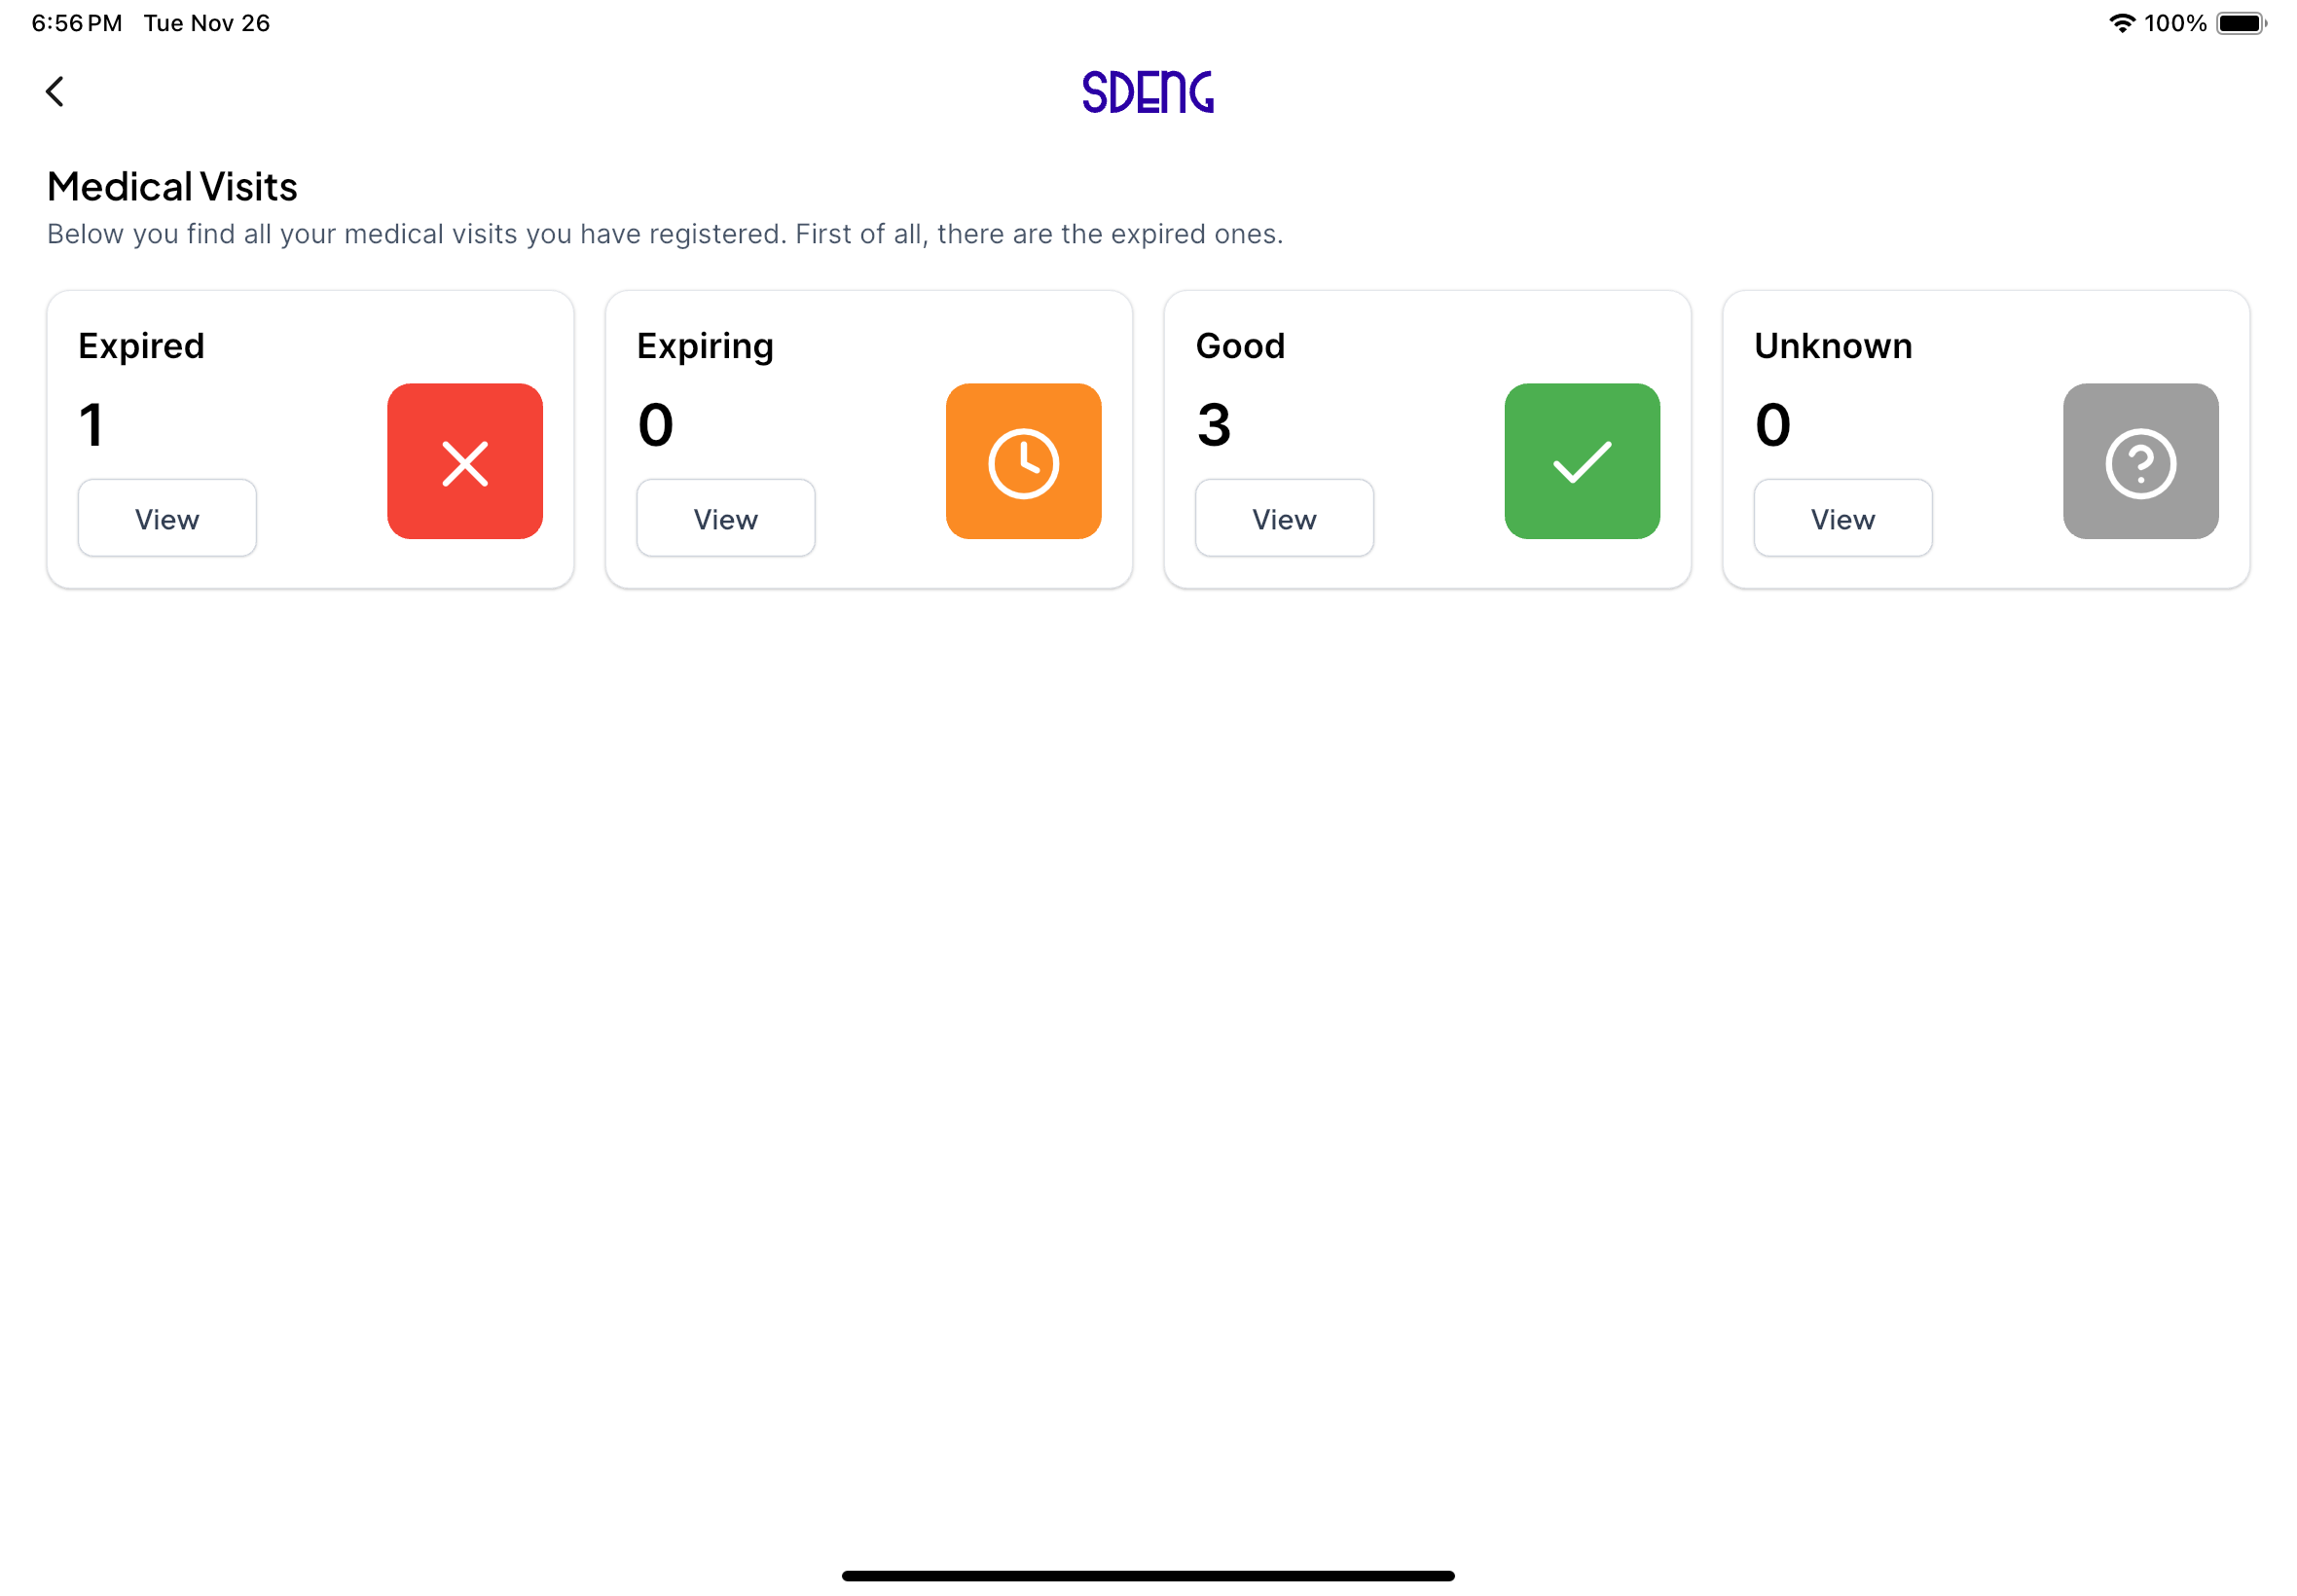 6:56 PM Tue Nov 26
100%
SDENG
Medical Visits
Below you find all your medical visits you have registered. First of all, there are the expired ones.
Expired
1
View
Expiring
0
View
Good
3
View
Unknown
0
View